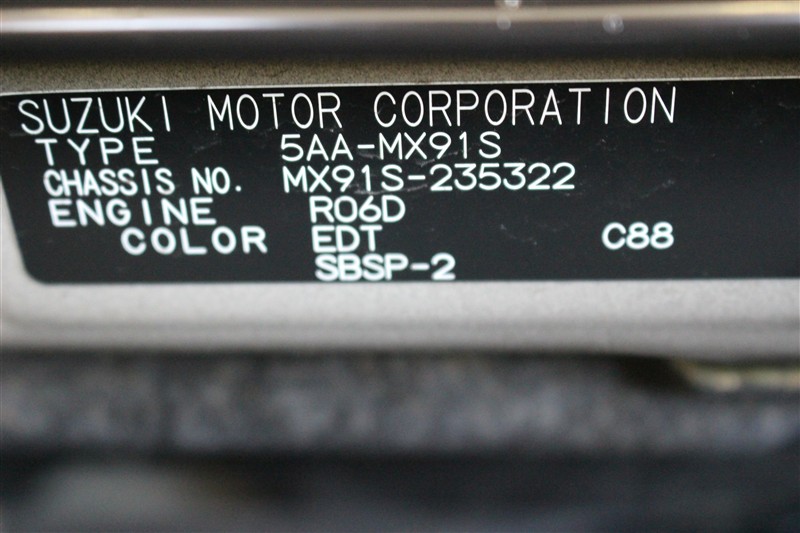 SUZUKI MOTOR CORPORATION
TYPE 5AA-MX91S
CHASSIS NO. MX91S-235322
ENGINE R06D
COLOR EDT C88
SBSP-2